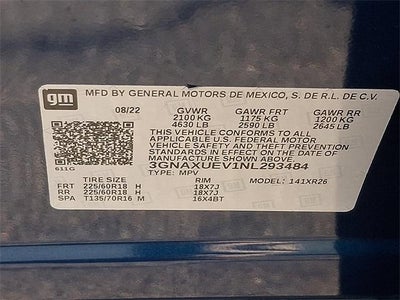 gm MFD BY GENERAL MOTORS DE MEXICO, S. DE R.L. DE C.V.
08/22 GVWR GAWR FRT GAWR RR
2100 KG 1175 KG 1200 KG
4630 LB 2590 LB 2645 LB
THIS VEHICLE CONFORMS TO ALL
APPLICABLE U.S. FEDERAL MOTOR
VEHICLE SAFETY AND THEFT PREVENTION
STANDARDS IN EFFECT ON THE DATE OF
MANUFACTURE SHOWN ABOVE.
3GNAXUEV1NL293484
611G TYPE: MPV
TIRE SIZE RIM MODEL: 141XR26
FRT 225/60R18 H 18X7J
RR 225/60R18 H 18X7J
SPA T135/70R16 M 16X4BT